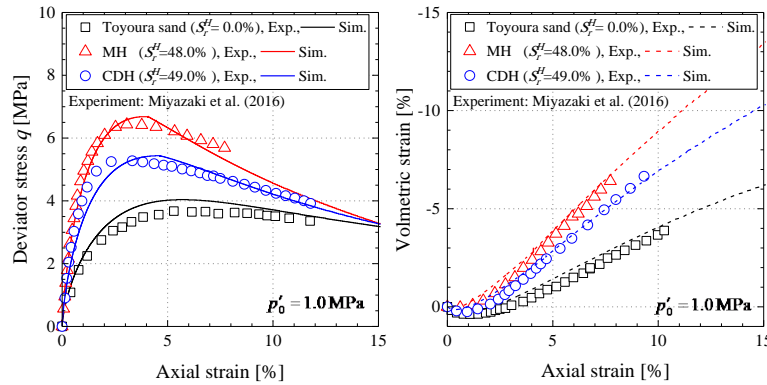 10
8
6
4
2
0
0
5
10
15
Deviator stress q [MPa]
Axial strain [%]
Toyoura sand (S_r^H= 0.0%) Exp., Sim.
MH (S_r^H=48.0% ), Exp., Sim.
CDH (S_r^H=49.0% ), Exp., Sim.
Experiment: Miyazaki et al. (2016)
p′₀ = 1.0 MPa
-15
-10
-5
0
0
5
10
15
Volmetric strain [%]
Axial strain [%]
Toyoura sand (S_r^H= 0.0%) Exp., Sim.
MH (S_r^H=48.0% ), Exp., Sim.
CDH (S_r^H=49.0% ), Exp., Sim.
Experiment: Miyazaki et al. (2016)
p′₀ = 1.0 MPa